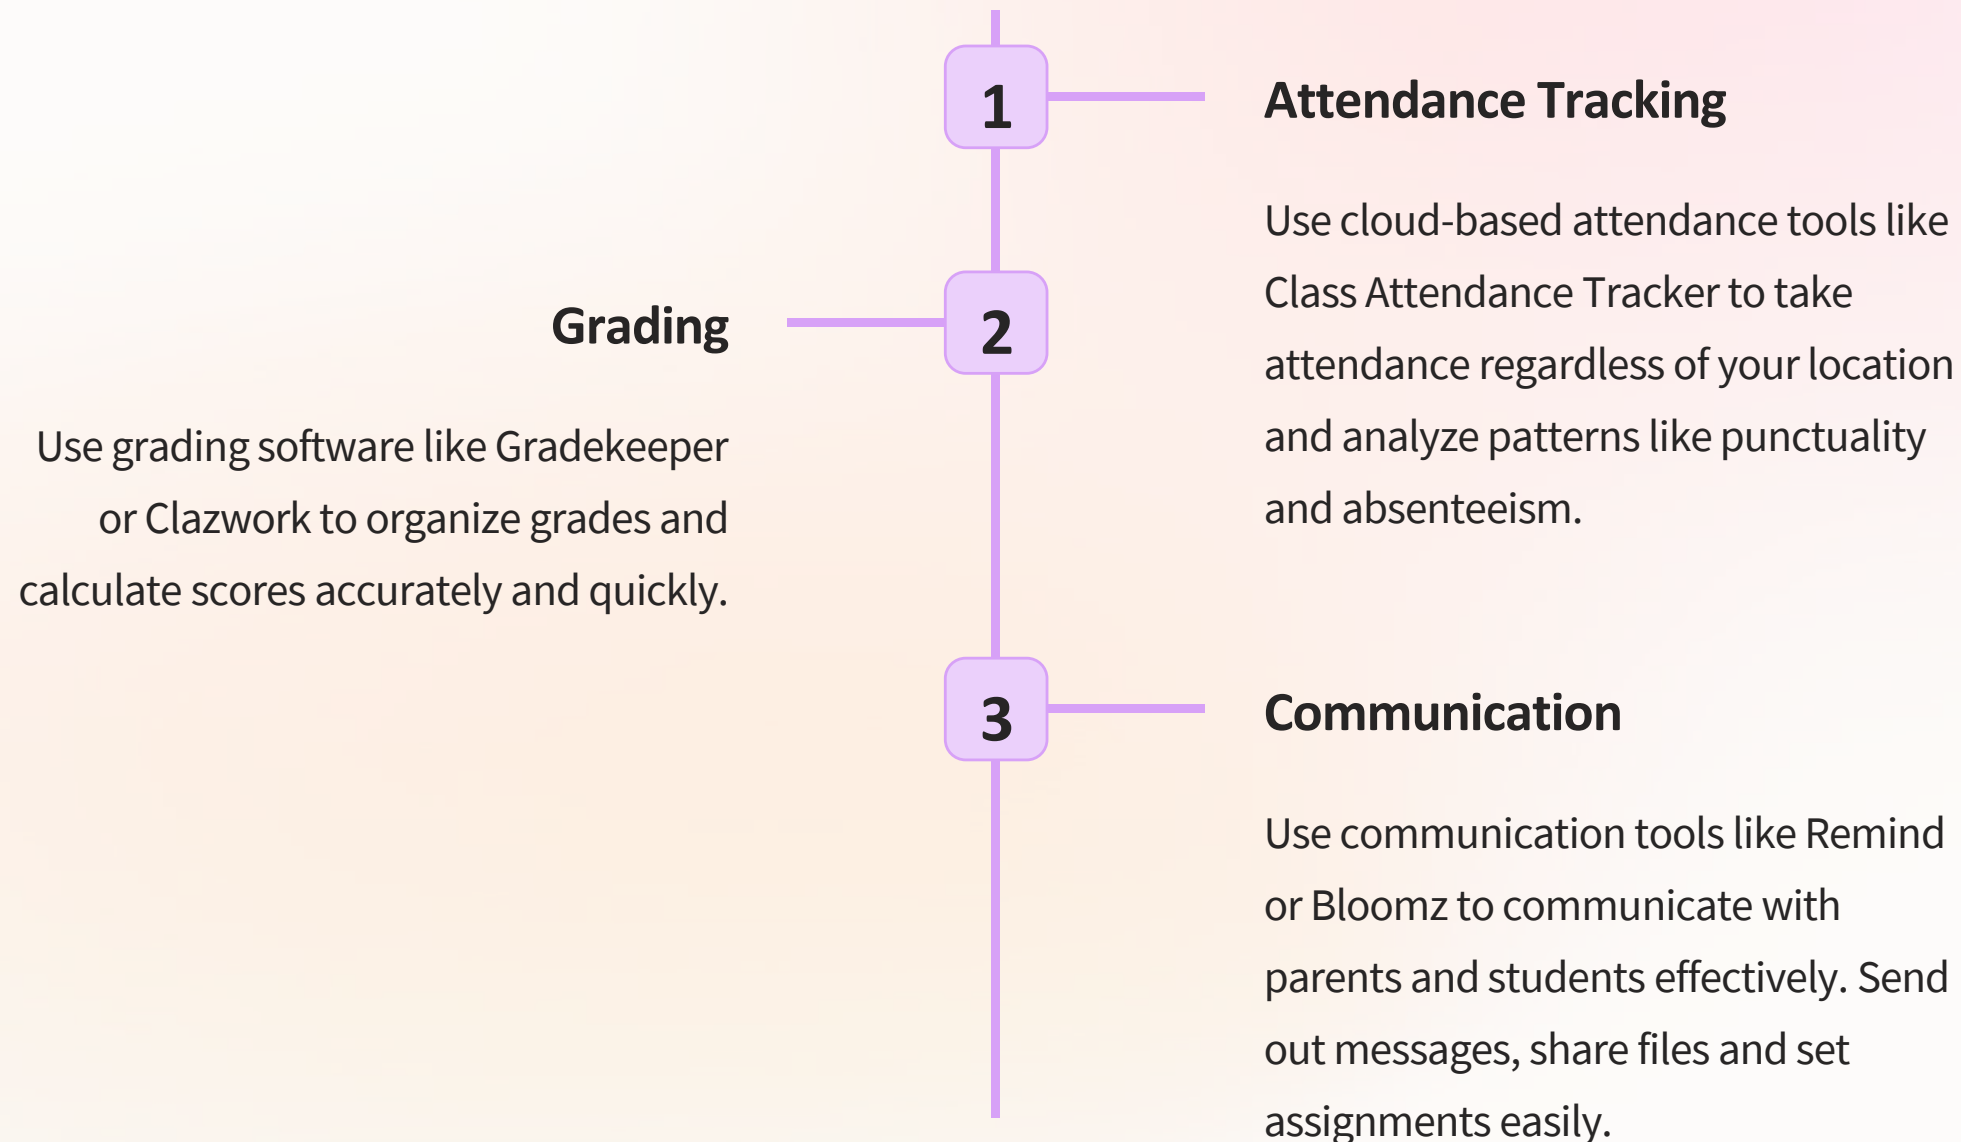 1
Attendance Tracking
Use cloud-based attendance tools like
Class Attendance Tracker to take
attendance regardless of your location
and analyze patterns like punctuality
and absenteeism.
2
Grading
Use grading software like Gradekeeper
or Clazwork to organize grades and
calculate scores accurately and quickly.
3
Communication
Use communication tools like Remind
or Bloomz to communicate with
parents and students effectively. Send
out messages, share files and set
assignments easily.